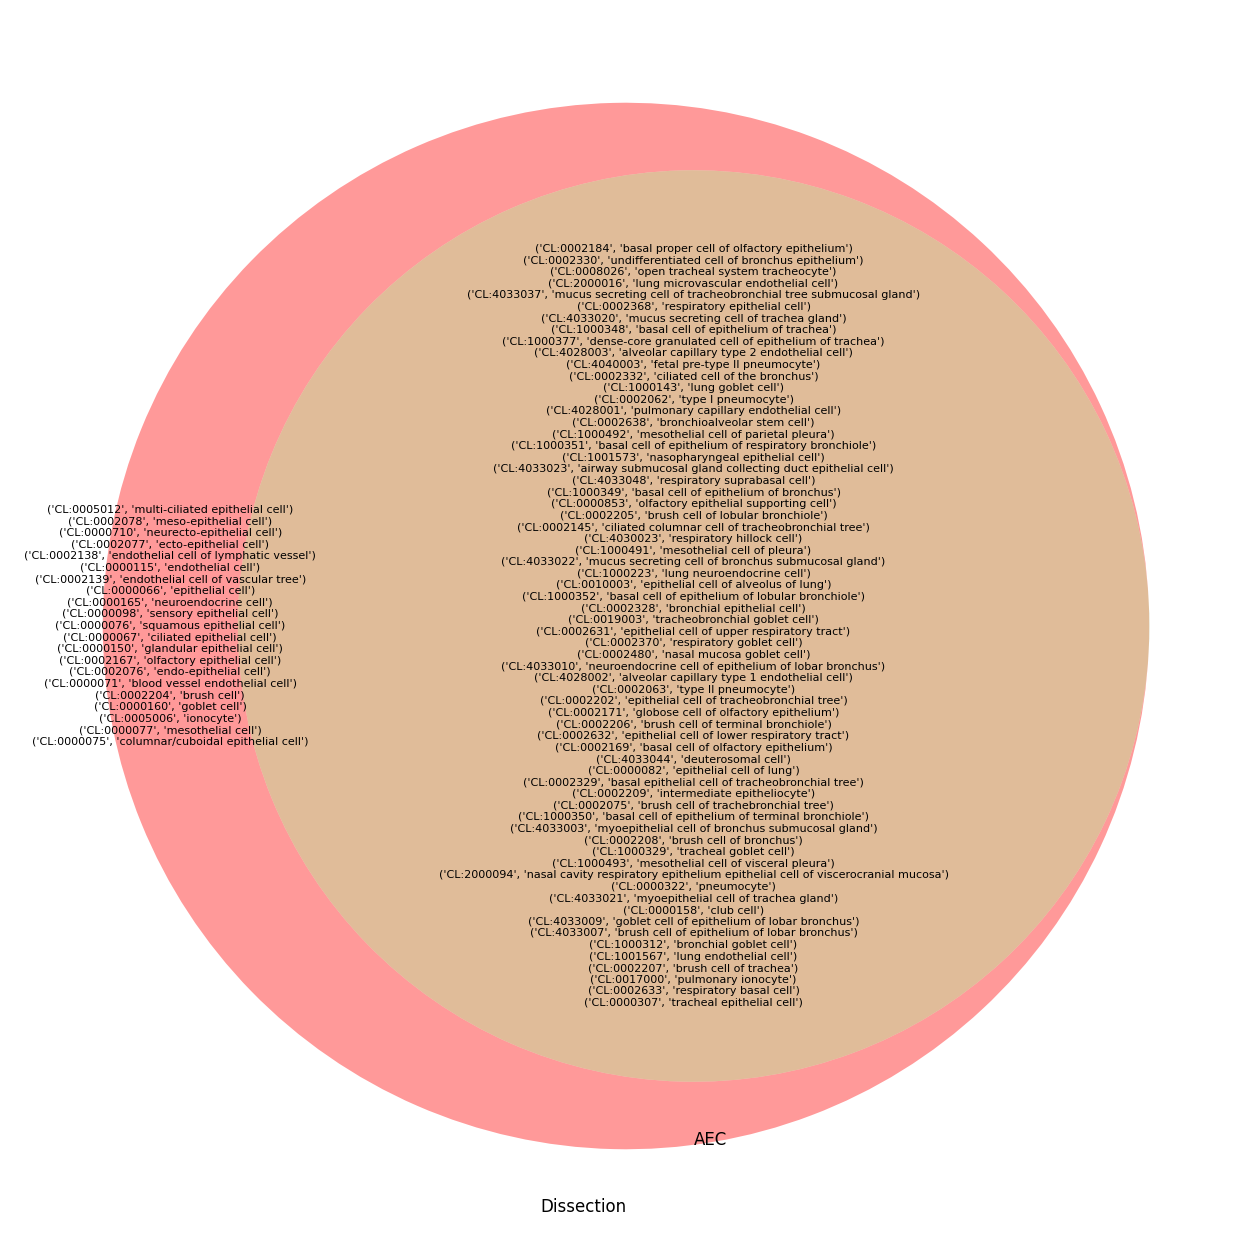 ('CL:0002184', 'basal proper cell of olfactory epithelium')
('CL:0002330', 'undifferentiated cell of bronchus epithelium')
('CL:0008026', 'open tracheal system tracheocyte')
('CL:2000016', 'lung microvascular endothelial cell')
('CL:4033037', 'mucus secreting cell of tracheobronchial tree submucosal gland')
('CL:0002368', 'respiratory epithelial cell')
('CL:4033020', 'mucus secreting cell of trachea gland')
('CL:1000348', 'basal cell of epithelium of trachea')
('CL:1000377', 'dense-core granulated cell of epithelium of trachea')
('CL:4028003', 'alveolar capillary type 2 endothelial cell')
('CL:4040003', 'fetal pre-type II pneumocyte')
('CL:0002332', 'ciliated cell of the bronchus')
('CL:1000143', 'lung goblet cell')
('CL:0002062', 'type I pneumocyte')
('CL:4028001', 'pulmonary capillary endothelial cell')
('CL:0002638', 'bronchioalveolar stem cell')
('CL:1000492', 'mesothelial cell of parietal pleura')
('CL:1000351', 'basal cell of epithelium of respiratory bronchiole')
('CL:1001573', 'nasopharyngeal epithelial cell')
('CL:4033023', 'airway submucosal gland collecting duct epithelial cell')
('CL:4033048', 'respiratory suprabasal cell')
('CL:1000349', 'basal cell of epithelium of bronchus')
('CL:0000853', 'olfactory epithelial supporting cell')
('CL:0002205', 'brush cell of lobular bronchiole')
('CL:0002145', 'ciliated columnar cell of tracheobronchial tree')
('CL:4030023', 'respiratory hillock cell')
('CL:1000491', 'mesothelial cell of pleura')
('CL:4033022', 'mucus secreting cell of bronchus submucosal gland')
('CL:1000223', 'lung neuroendocrine cell')
('CL:0010003', 'epithelial cell of alveolus of lung')
('CL:1000352', 'basal cell of epithelium of lobular bronchiole')
('CL:0002328', 'bronchial epithelial cell')
('CL:0019003', 'tracheobronchial goblet cell')
('CL:0002631', 'epithelial cell of upper respiratory tract')
('CL:0002370', 'respiratory goblet cell')
('CL:0002480', 'nasal mucosa goblet cell')
('CL:4033010', 'neuroendocrine cell of epithelium of lobar bronchus')
('CL:4028002', 'alveolar capillary type 1 endothelial cell')
('CL:0002063', 'type II pneumocyte')
('CL:0002202', 'epithelial cell of tracheobronchial tree')
('CL:0002171', 'globose cell of olfactory epithelium')
('CL:0002206', 'brush cell of terminal bronchiole')
('CL:0002632', 'epithelial cell of lower respiratory tract')
('CL:0002169', 'basal cell of olfactory epithelium')
('CL:4033044', 'deuterosomal cell')
('CL:0000082', 'epithelial cell of lung')
('CL:0002329', 'basal epithelial cell of tracheobronchial tree')
('CL:0002209', 'intermediate epitheliocyte')
('CL:0002075', 'brush cell of trachebronchial tree')
('CL:1000350', 'basal cell of epithelium of terminal bronchiole')
('CL:4033003', 'myoepithelial cell of bronchus submucosal gland')
('CL:0002208', 'brush cell of bronchus')
('CL:1000329', 'tracheal goblet cell')
('CL:1000493', 'mesothelial cell of visceral pleura')
('CL:2000094', 'nasal cavity respiratory epithelium epithelial cell of viscerocranial mucosa')
('CL:0000322', 'pneumocyte')
('CL:4033021', 'myoepithelial cell of trachea gland')
('CL:0000158', 'club cell')
('CL:4033009', 'goblet cell of epithelium of lobar bronchus')
('CL:4033007', 'brush cell of epithelium of lobar bronchus')
('CL:1000312', 'bronchial goblet cell')
('CL:1001567', 'lung endothelial cell')
('CL:0002207', 'brush cell of trachea')
('CL:0017000', 'pulmonary ionocyte')
('CL:0002633', 'respiratory basal cell')
('CL:0000307', 'tracheal epithelial cell')
('CL:0005012', 'multi-ciliated epithelial cell')
('CL:0002078', 'meso-epithelial cell')
('CL:0000710', 'neurecto-epithelial cell')
('CL:0002077', 'ecto-epithelial cell')
('CL:0002138', 'endothelial cell of lymphatic vessel')
('CL:0000115', 'endothelial cell')
('CL:0002139', 'endothelial cell of vascular tree')
('CL:0000066', 'epithelial cell')
('CL:0000165', 'neuroendocrine cell')
('CL:0000098', 'sensory epithelial cell')
('CL:0000076', 'squamous epithelial cell')
('CL:0000067', 'ciliated epithelial cell')
('CL:0000150', 'glandular epithelial cell')
('CL:0002167', 'olfactory epithelial cell')
('CL:0002076', 'endo-epithelial cell')
('CL:0000071', 'blood vessel endothelial cell')
('CL:0002204', 'brush cell')
('CL:0000160', 'goblet cell')
('CL:0005006', 'ionocyte')
('CL:0000077', 'mesothelial cell')
('CL:0000075', 'columnar/cuboidal epithelial cell')
AEC
Dissection